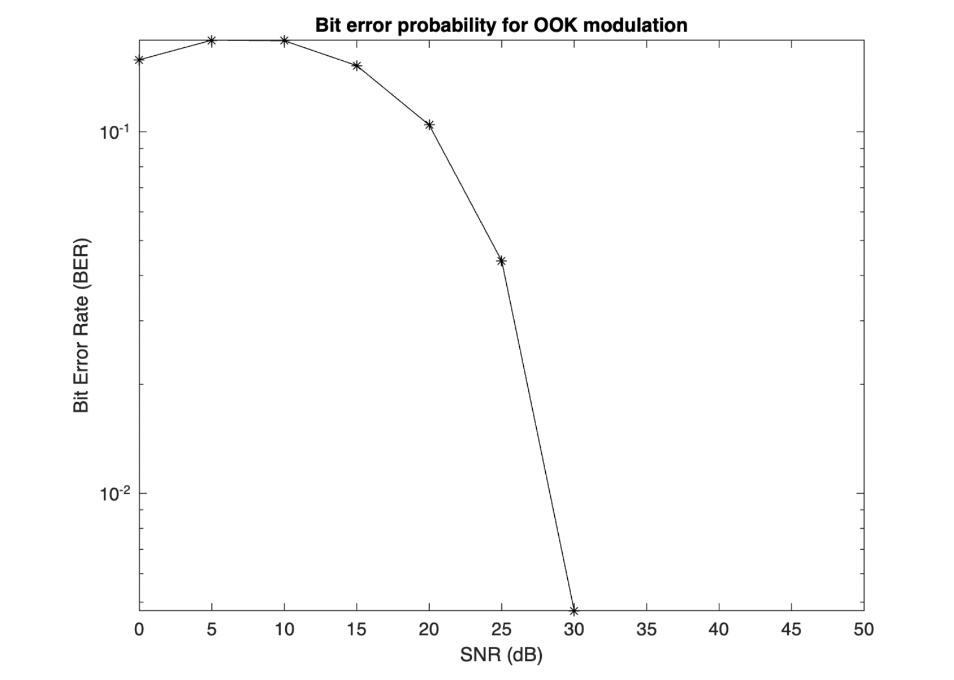 Bit error probability for OOK modulation
10-1
10-2
Bit Error Rate (BER)
0 5 10 15 20 25 30 35 40 45 50
SNR (dB)